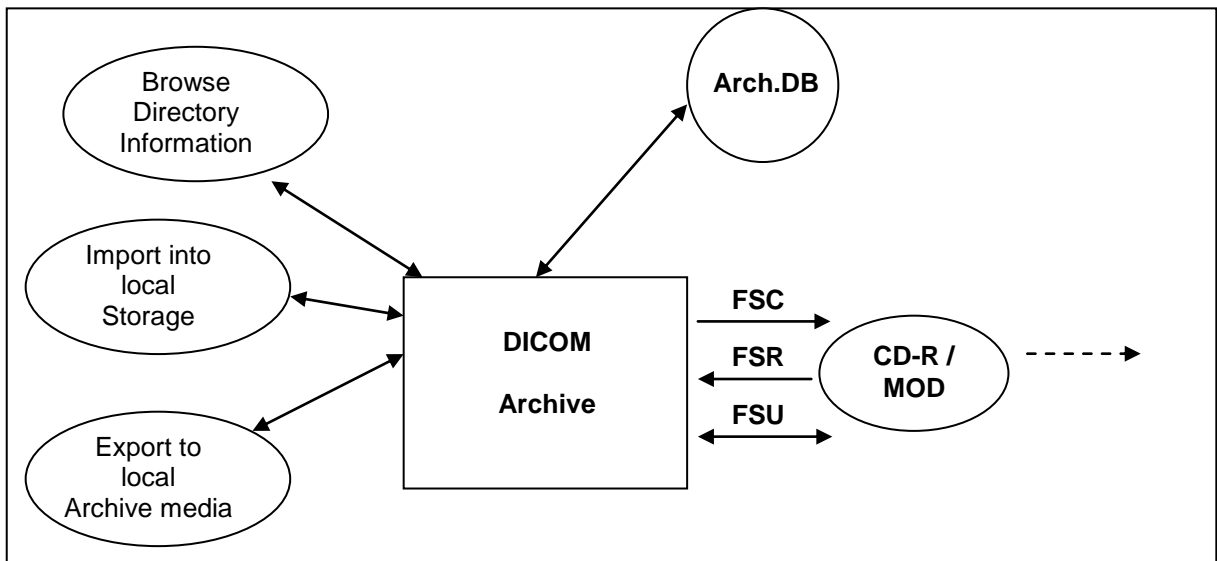 Browse
Directory
Information
Arch.DB
Import into
local
Storage
DICOM
Archive
FSC
FSR
FSU
CD-R /
MOD
Export to
local
Archive media